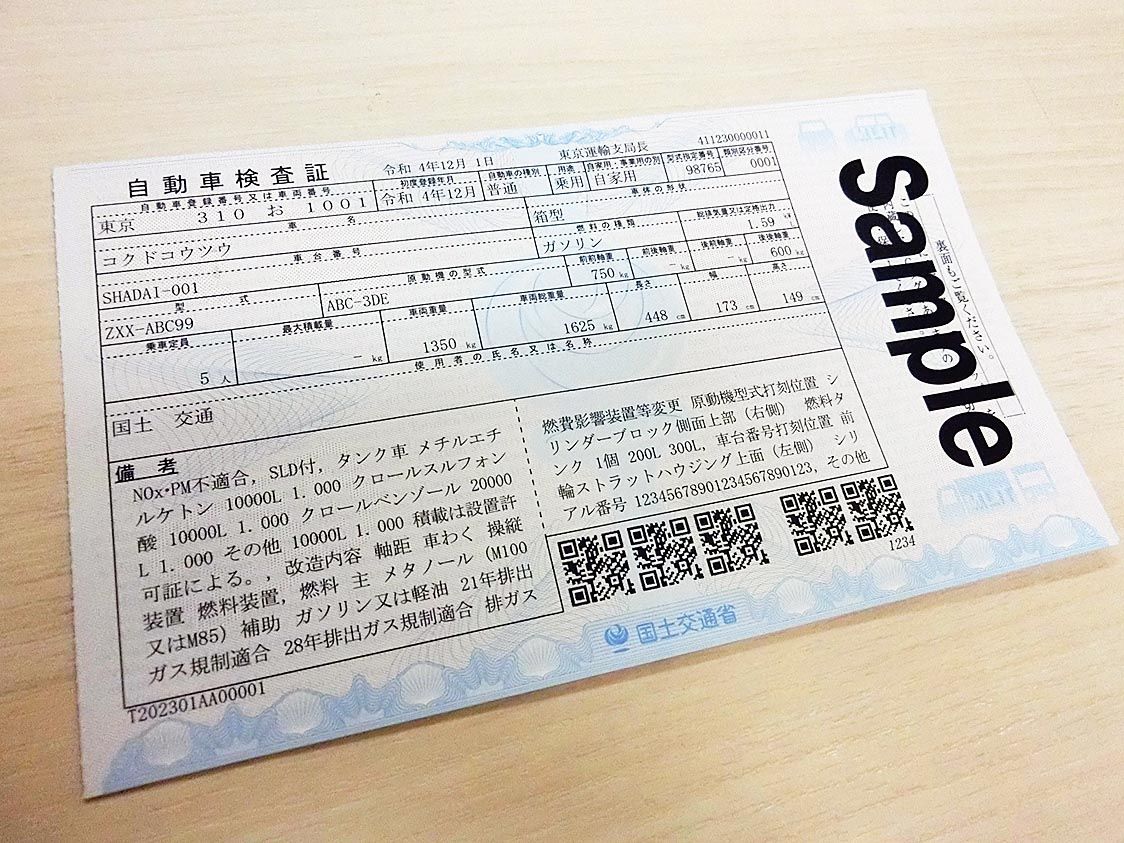 自動車検査証
令和 4年12月 1日
東京運輸支局長
411230000011
自動車登録番号又は車両番号
初度登録年月
自動車の種別
用途
自家用・事業用の別
型式指定番号
類別区分番号
東京 310 お 1001
令和 4年12月
普通
乗用
自家用
98765
0001
車 名
車体の形状
コクドコウツウ
箱型
車台番号
燃料の種類
総排気量又は定格出力
SHADAI-001
ガソリン
1.59
型 式
原動機の型式
前前軸重
前後軸重
後前軸重
後後軸重
ZXX-ABC99
ABC-3DE
750 kg
- kg
- kg
600 kg
乗車定員
最大積載量
車両重量
車両総重量
長さ
幅
高さ
5 人
- kg
1350 kg
1625 kg
448 cm
173 cm
149 cm
使用者の氏名又は名称
国土 交通
備 考
NOx・PM不適合, SLD付, タンク車 メチルエチ
ルケトン 10000L 1.000 クロールスルフォン
酸 10000L 1.000 クロールベンゾール 20000
L 1.000 その他 10000L 1.000 積載は設置許
可証による。, 改造内容 軸距 車わく 操縦
装置 燃料装置, 燃料 主 メタノール (M100
又はM85) 補助 ガソリン又は軽油 21年排出
ガス規制適合 28年排出ガス規制適合 排ガス
燃費影響装置等変更 原動機型式打刻位置 シ
リンダーブロック側面上部 (右側) 燃料タ
ンク 1個 200L 300L, 車台番号打刻位置 前
輪ストラットハウジング上面 (左側) シリ
アル番号 12345678901234567890123, その他
1234
国土交通省
T202301AA00001
sample
裏面もご覧ください。